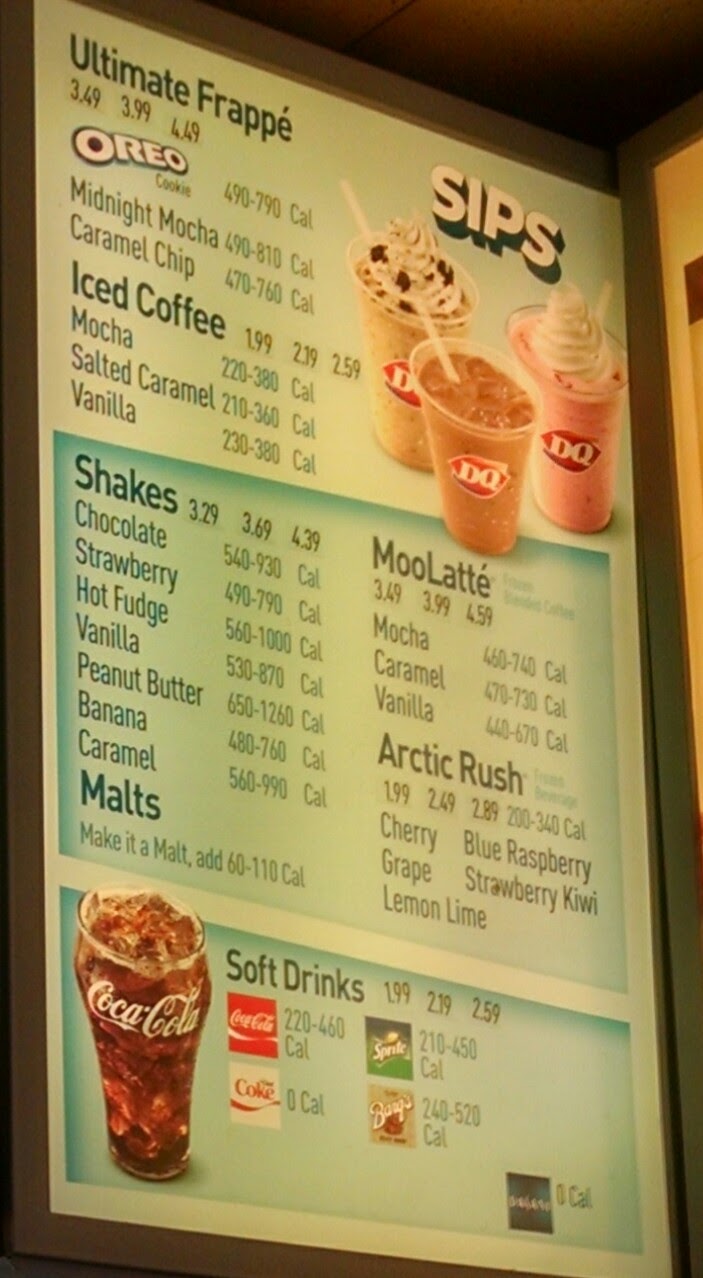 Ultimate Frappé
3.49 3.99 4.49
OREO
Cookie 490-790 Cal
Midnight Mocha 490-810 Cal
Caramel Chip 470-760 Cal
Iced Coffee 1.99 2.19 2.59
Mocha 220-380 Cal
Salted Caramel 210-360 Cal
Vanilla 230-380 Cal
SIPS
DQ
DQ
DQ
Shakes 3.29 3.69 4.39
Chocolate 540-930 Cal
Strawberry 490-790 Cal
Hot Fudge 560-1000 Cal
Vanilla 530-870 Cal
Peanut Butter 650-1260 Cal
Banana 480-760 Cal
Caramel 560-990 Cal
Malts
Make it a Malt, add 60-110 Cal
MooLatté Frozen
Blended Coffee
3.49 3.99 4.59
Mocha 460-740 Cal
Caramel 470-730 Cal
Vanilla 440-670 Cal
Arctic Rush Frozen
Beverage
1.99 2.49 2.89 200-340 Cal
Cherry Blue Raspberry
Grape Strawberry Kiwi
Lemon Lime
Coca-Cola
Soft Drinks 1.99 2.19 2.59
Coca-Cola 220-460
Cal
Sprite 210-450
Cal
Coke 0 Cal
Barq's 240-520
Cal
0 Cal